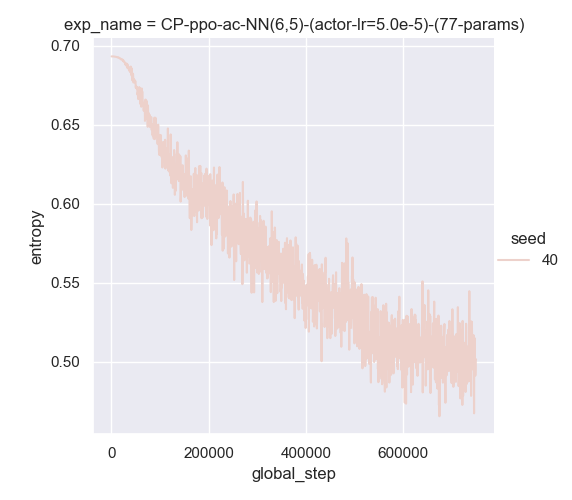 exp_name = CP-ppo-ac-NN(6,5)-(actor-lr=5.0e-5)-(77-params)
0.70
0.65
0.60
0.55
0.50
entropy
0 200000 400000 600000
global_step
seed
40